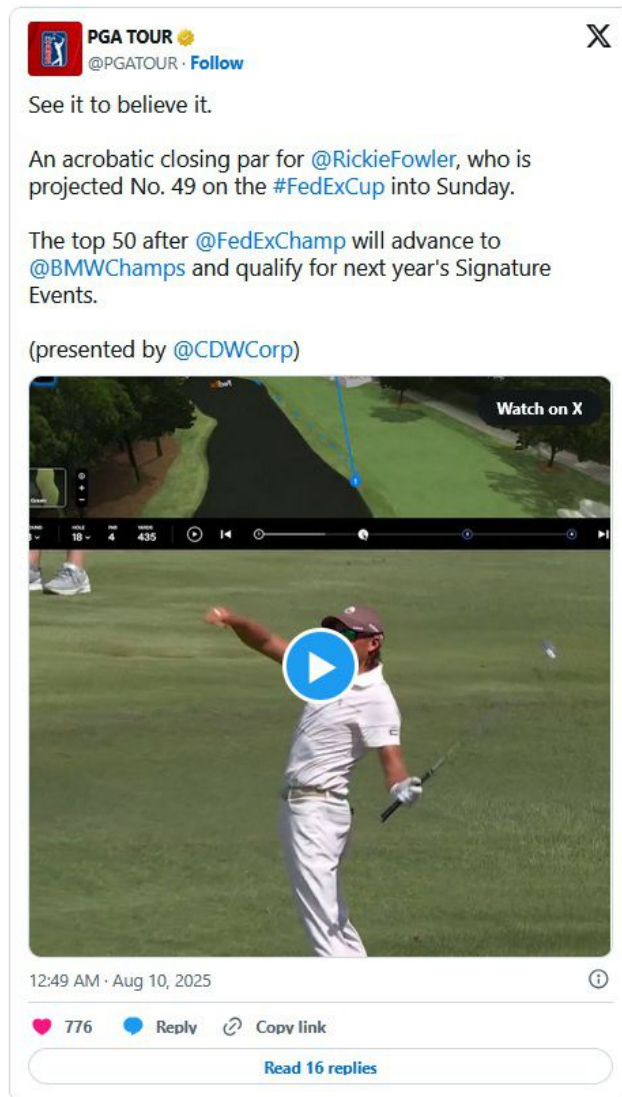 PGA TOUR
@PGATOUR · Follow
See it to believe it.
An acrobatic closing par for @RickieFowler, who is
projected No. 49 on the #FedExCup into Sunday.
The top 50 after @FedExChamp will advance to
@BMWChamps and qualify for next year's Signature
Events.
(presented by @CDWCorp)
Watch on X
HOLE PAR YARDS
18 4 435
12:49 AM · Aug 10, 2025
776 Reply Copy link
Read 16 replies